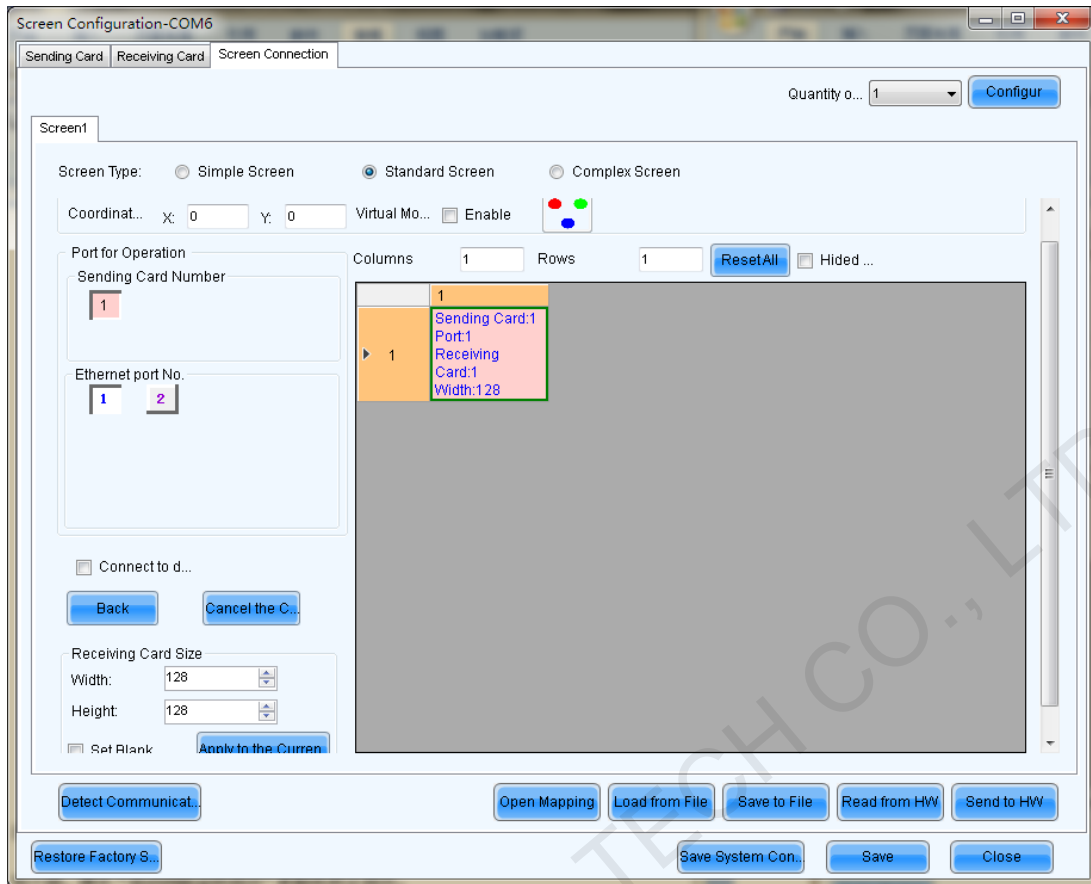 Screen Configuration-COM6
Sending Card Receiving Card Screen Connection
Quantity o... 1 Configur
Screen1
Screen Type: Simple Screen Standard Screen Complex Screen
Coordinat... X: 0 Y: 0 Virtual Mo... Enable
Port for Operation
Columns 1 Rows 1 ResetAll Hided ...
Sending Card Number
1
1
Sending Card:1
Port:1
Receiving
Card:1
Width:128
1
Ethernet port No.
1 2
Connect to d...
Back Cancel the C...
Receiving Card Size
Width: 128
Height: 128
Set Blank Apply to the Curren
Detect Communicat... Open Mapping Load from File Save to File Read from HW Send to HW
Restore Factory S... Save System Con... Save Close
TECH CO., LT